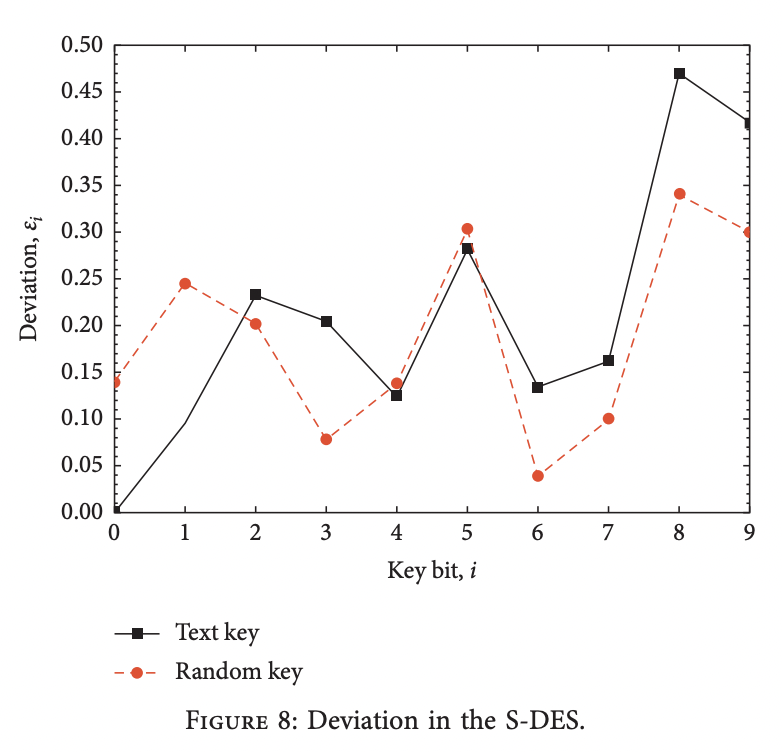 0.50
0.45
0.40
0.35
0.30
0.25
0.20
0.15
0.10
0.05
0.00
Deviation, εi
0 1 2 3 4 5 6 7 8 9
Key bit, i
Text key
Random key
FIGURE 8: Deviation in the S-DES.